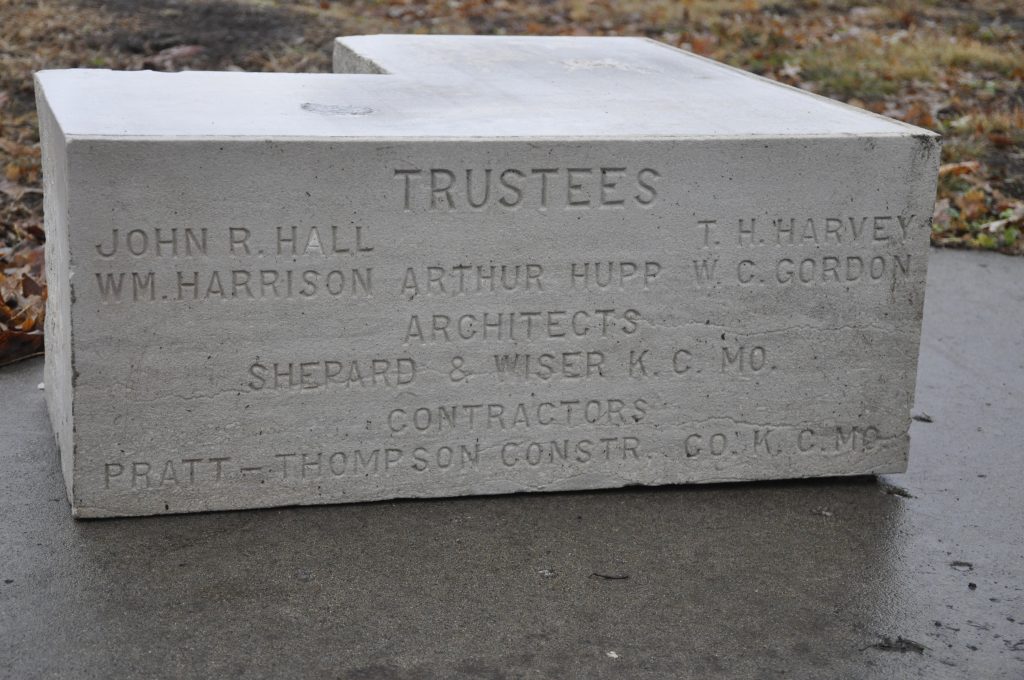 TRUSTEES
JOHN R. HALL T. H. HARVEY
WM. HARRISON ARTHUR HUPP W. C. GORDON
ARCHITECTS
SHEPARD & WISER K. C. MO.
CONTRACTORS
PRATT - THOMPSON CONSTR. CO. K. C. MO.